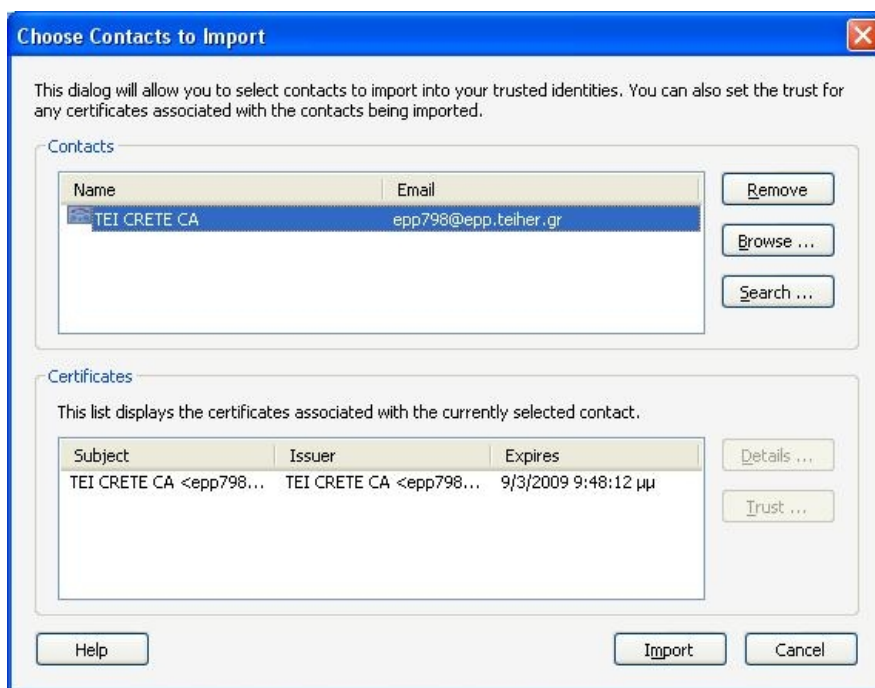 Choose Contacts to Import
This dialog will allow you to select contacts to import into your trusted identities. You can also set the trust for
any certificates associated with the contacts being imported.
Contacts
Name Email
TEI CRETE CA epp798@epp.teiher.gr
Remove
Browse ...
Search ...
Certificates
This list displays the certificates associated with the currently selected contact.
Subject Issuer Expires
TEI CRETE CA <epp798... TEI CRETE CA <epp798... 9/3/2009 9:48:12 μμ
Details ...
Trust ...
Help Import Cancel